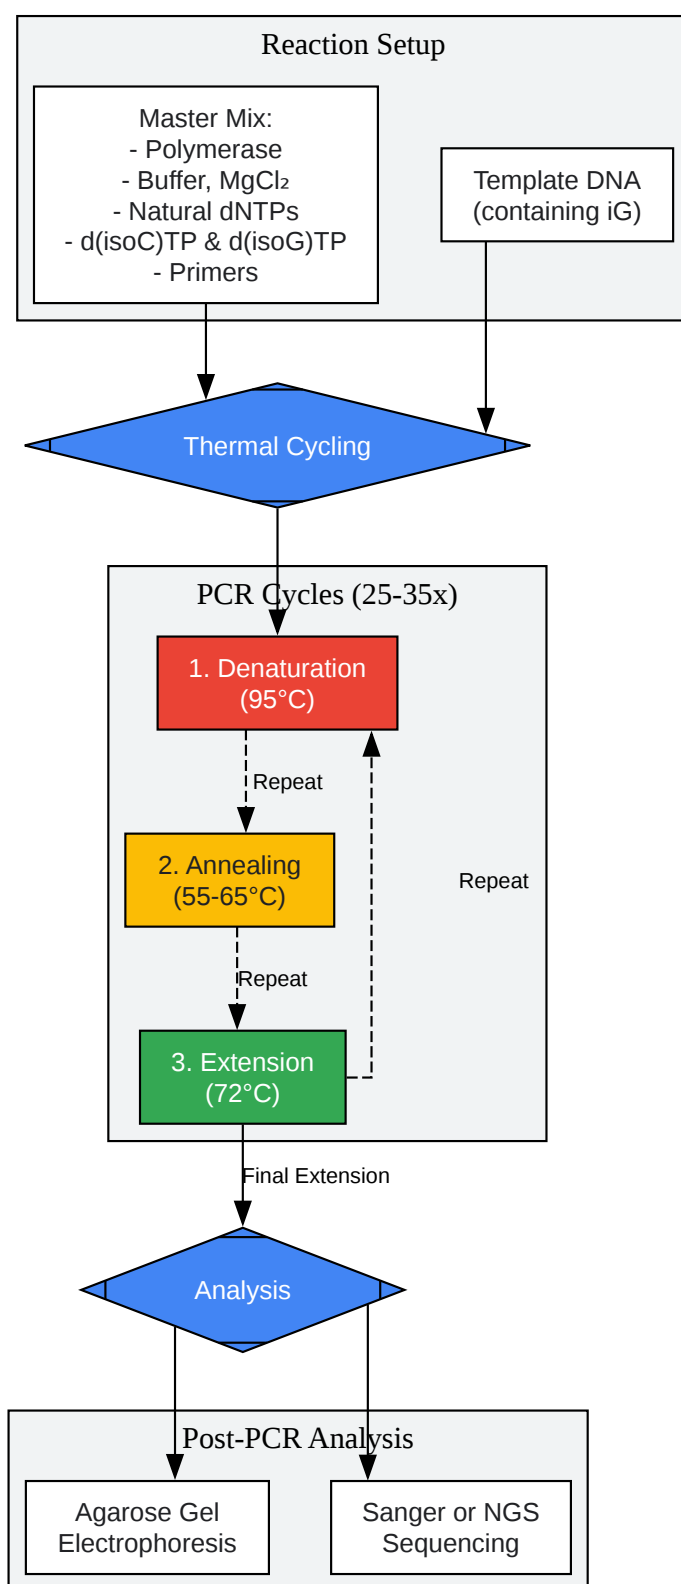 Reaction Setup
Master Mix:
- Polymerase
- Buffer, MgCl₂
- Natural dNTPs
- d(isoC)TP & d(isoG)TP
- Primers
Template DNA
(containing iG)
Thermal Cycling
PCR Cycles (25-35x)
1. Denaturation
(95°C)
Repeat
2. Annealing
(55-65°C)
Repeat
Repeat
3. Extension
(72°C)
Final Extension
Analysis
Post-PCR Analysis
Agarose Gel
Electrophoresis
Sanger or NGS
Sequencing